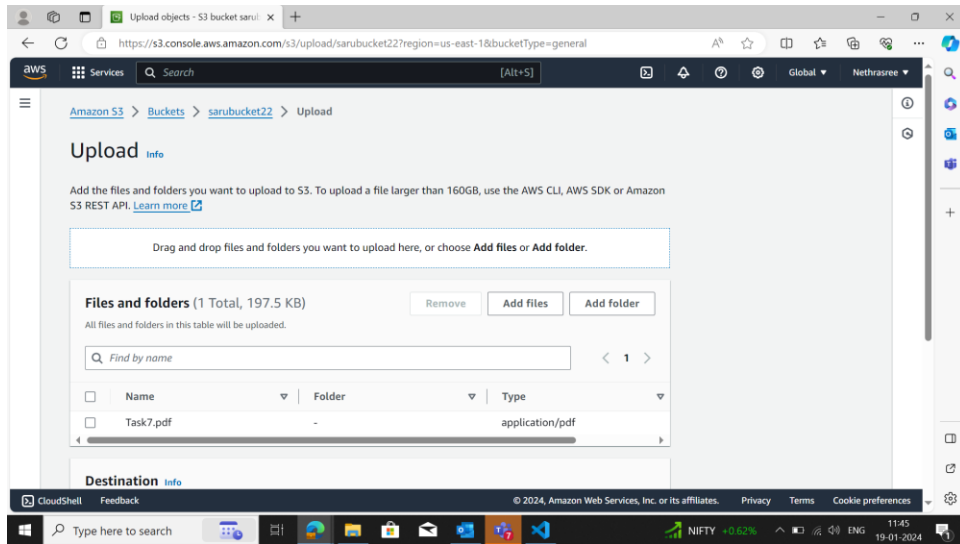 Upload objects - S3 bucket sarul
https://s3.console.aws.amazon.com/s3/upload/sarubucket22?region=us-east-1&bucketType=general
aws Services Search [Alt+S] Global Nethrasree
Amazon S3 > Buckets > sarubucket22 > Upload
Upload Info
Add the files and folders you want to upload to S3. To upload a file larger than 160GB, use the AWS CLI, AWS SDK or Amazon
S3 REST API. Learn more
Drag and drop files and folders you want to upload here, or choose Add files or Add folder.
Files and folders (1 Total, 197.5 KB) Remove Add files Add folder
All files and folders in this table will be uploaded.
Find by name < 1 >
Name Folder Type
Task7.pdf - application/pdf
Destination Info
CloudShell Feedback © 2024, Amazon Web Services, Inc. or its affiliates. Privacy Terms Cookie preferences
Type here to search NIFTY +0.62% ENG 11:45
19-01-2024